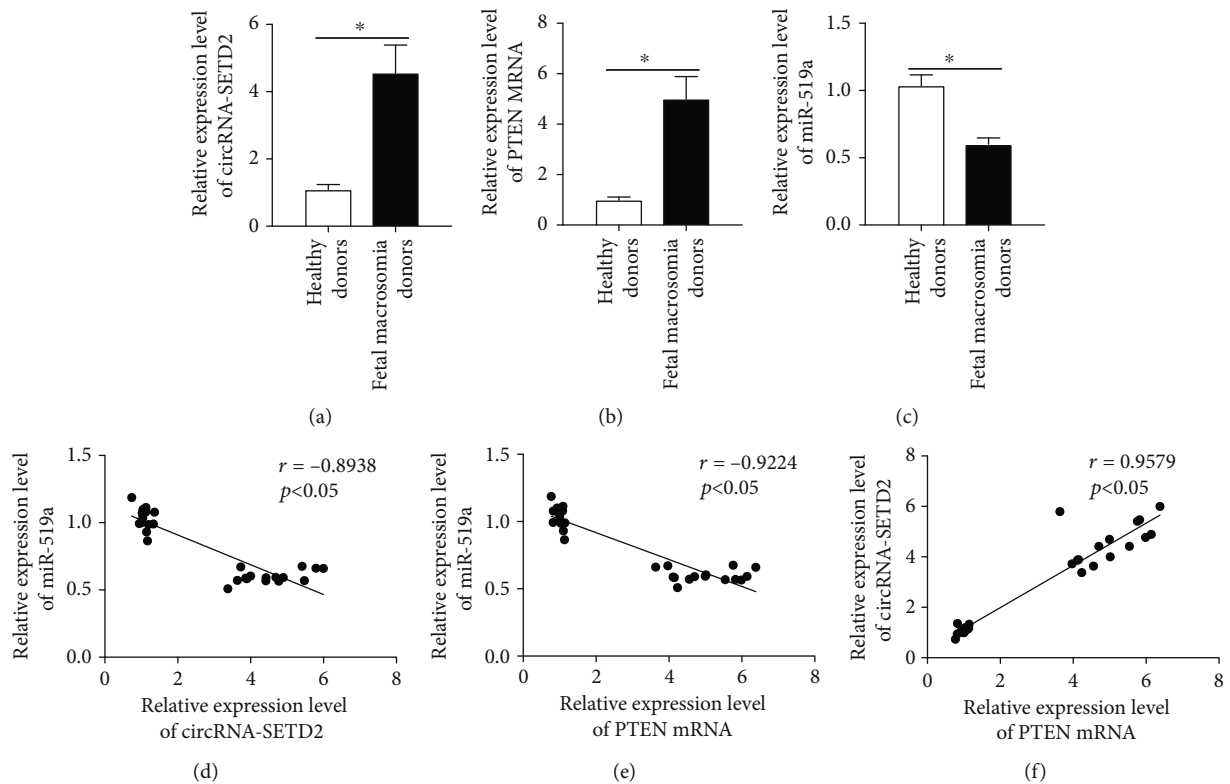 Relative expression level
of circRNA-SETD2
6
4
2
0
*
Healthy
donors
Fetal macrosomia
donors
(a)
Relative expression level
of PTEN MRNA
8
6
4
2
0
*
Healthy
donors
Fetal macrosomia
donors
(b)
Relative expression level
of miR-519a
1.5
1.0
0.5
0.0
*
Healthy
donors
Fetal macrosomia
donors
(c)
Relative expression level
of miR-519a
1.5
1.0
0.5
0.0
r = –0.8938
p<0.05
0 2 4 6 8
Relative expression level
of circRNA-SETD2
(d)
Relative expression level
of miR-519a
1.5
1.0
0.5
0.0
r = –0.9224
p<0.05
0 2 4 6 8
Relative expression level
of PTEN mRNA
(e)
Relative expression level
of circRNA-SETD2
8
6
4
2
0
r = 0.9579
p<0.05
0 2 4 6 8
Relative expression level
of PTEN mRNA
(f)